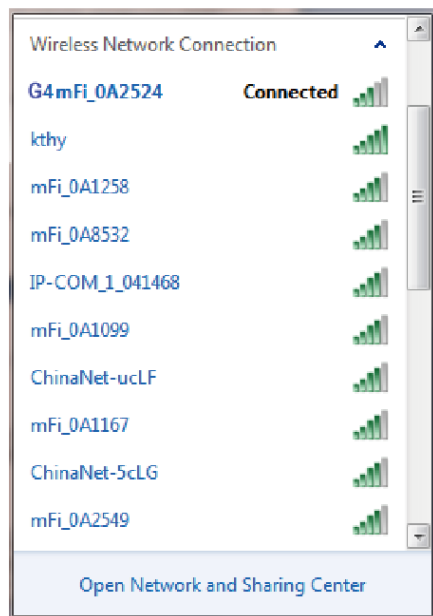 Wireless Network Connection
G4mFi_0A2524 Connected
kthy
mFi_0A1258
mFi_0A8532
IP-COM_1_041468
mFi_0A1099
ChinaNet-ucLF
mFi_0A1167
ChinaNet-5cLG
mFi_0A2549
Open Network and Sharing Center